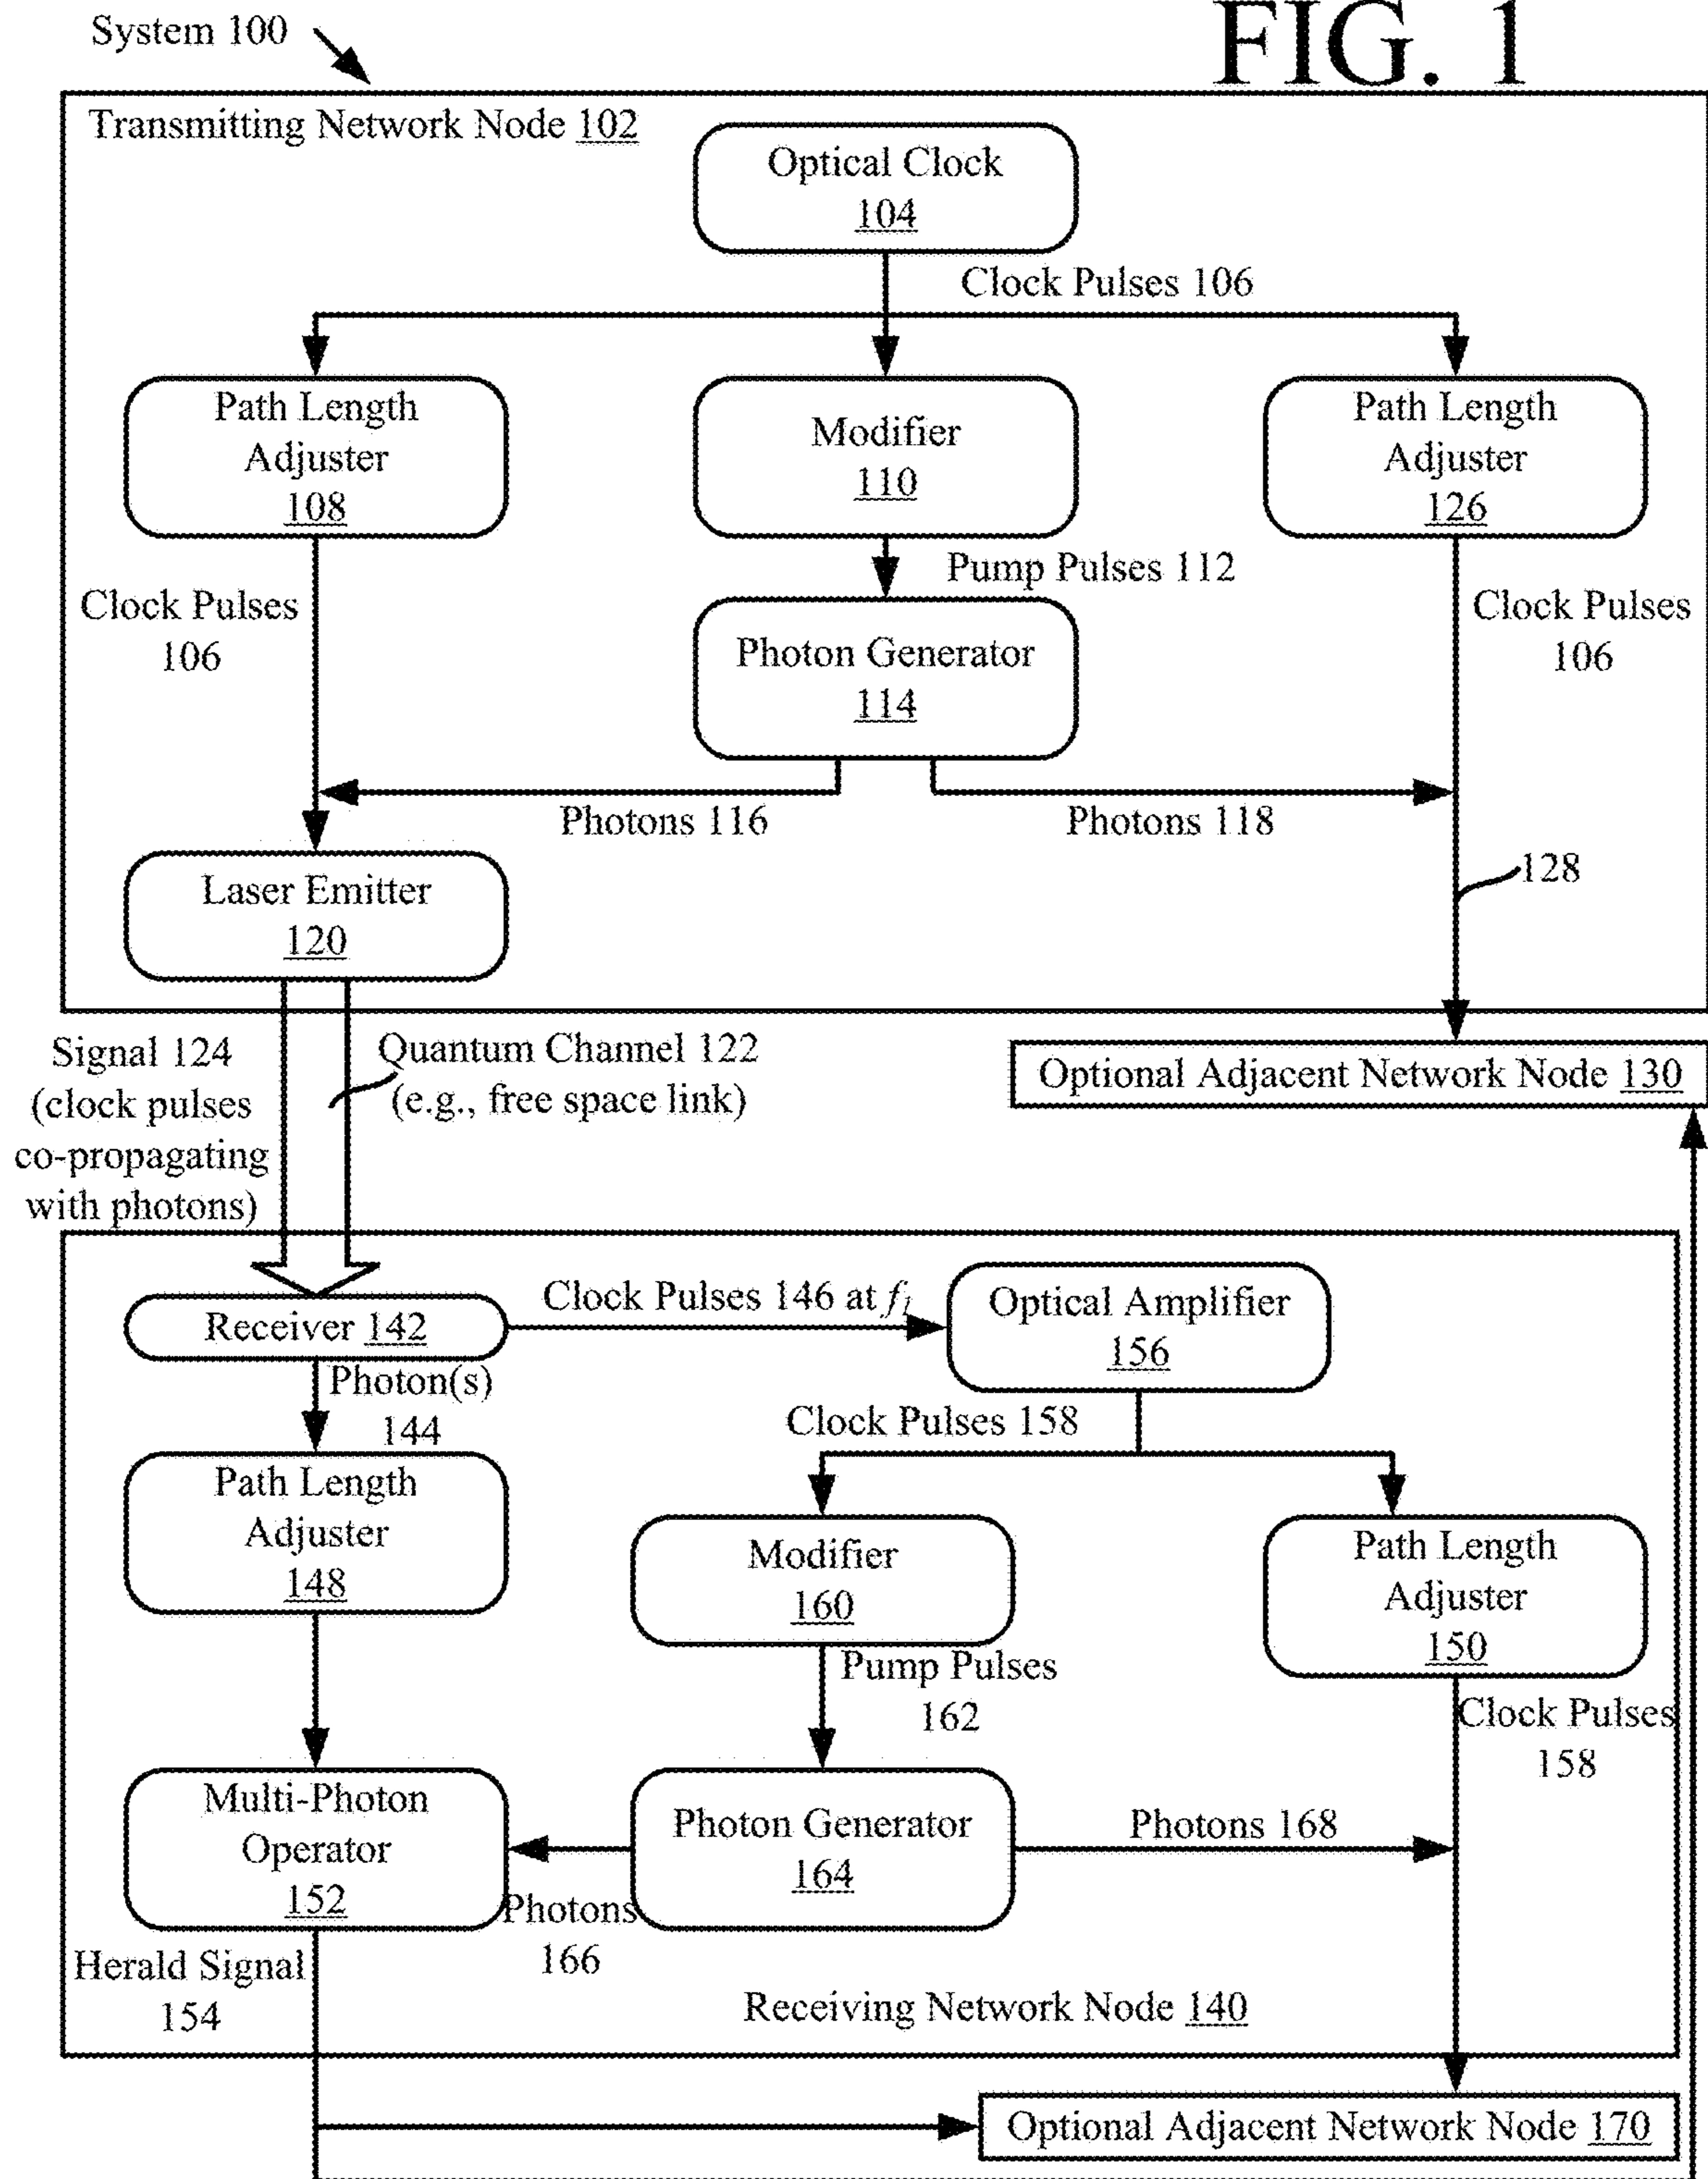 System 100
FIG. 1
Transmitting Network Node 102
Optical Clock
104
Clock Pulses 106
Path Length
Adjuster
108
Modifier
110
Path Length
Adjuster
126
Pump Pulses 112
Clock Pulses
106
Clock Pulses
106
Photon Generator
114
Photons 116
Photons 118
Laser Emitter
120
128
Signal 124
(clock pulses
co-propagating
with photons)
Quantum Channel 122
(e.g., free space link)
Optional Adjacent Network Node 130
Receiver 142
Clock Pulses 146 at f1
Optical Amplifier
156
Photon(s)
144
Clock Pulses 158
Path Length
Adjuster
148
Modifier
160
Path Length
Adjuster
150
Pump Pulses
162
Clock Pulses
158
Multi-Photon
Operator
152
Photon Generator
164
Photons 168
Photons
166
Herald Signal
154
Receiving Network Node 140
Optional Adjacent Network Node 170